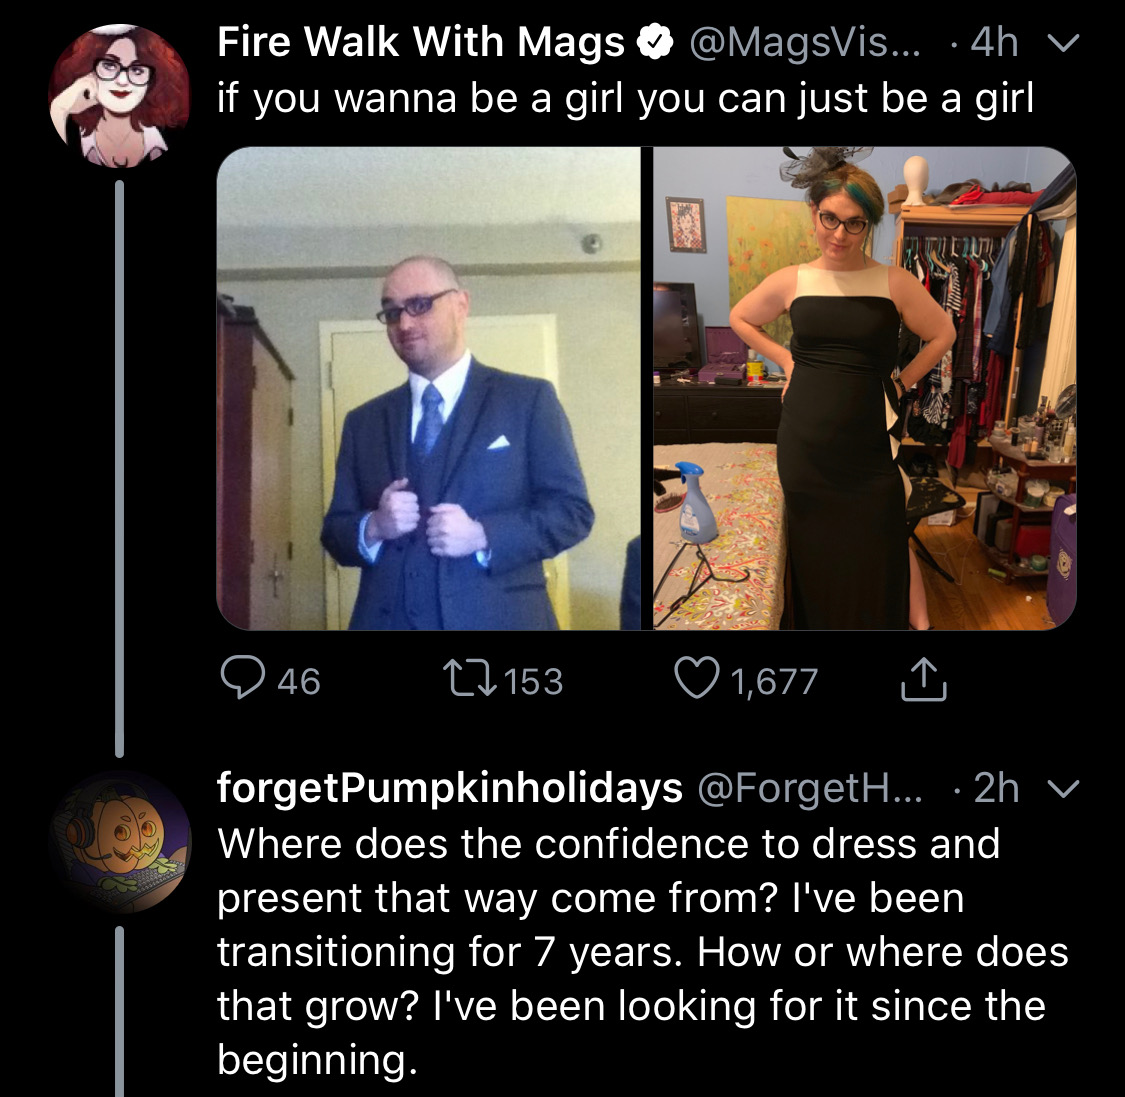 Fire Walk With Mags @MagsVis... · 4h
if you wanna be a girl you can just be a girl
46 153 1,677
forgetPumpkinholidays @ForgetH... · 2h
Where does the confidence to dress and
present that way come from? I've been
transitioning for 7 years. How or where does
that grow? I've been looking for it since the
beginning.